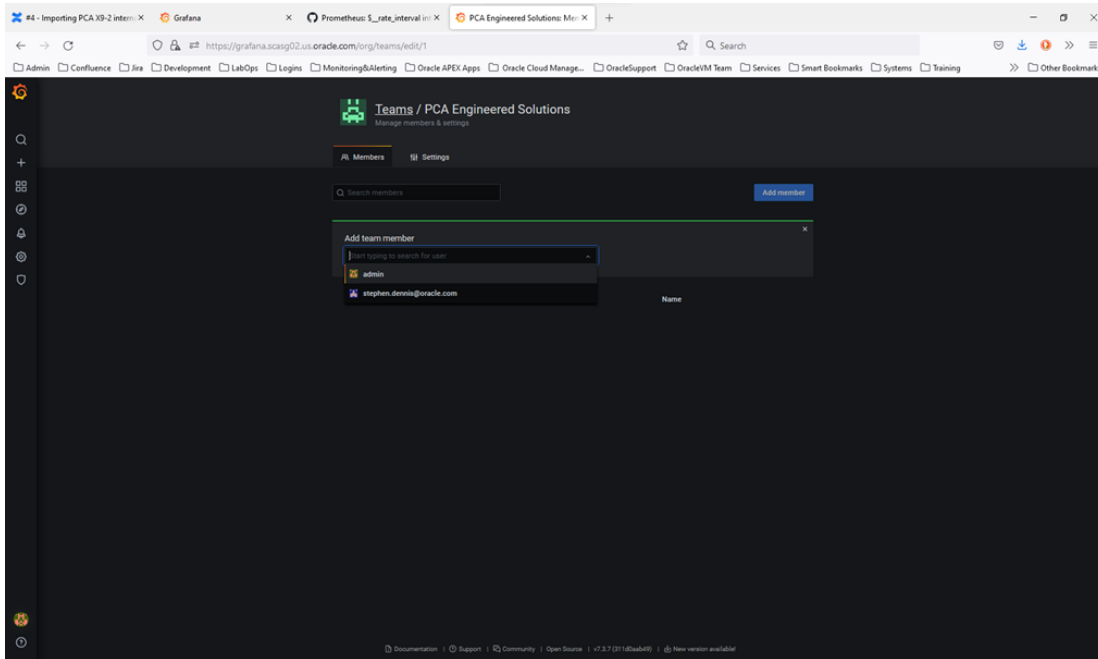 #4 - Importing PCA X9-2 intern
Grafana
Prometheus: $__rate_interval in
PCA Engineered Solutions: Mem
https://grafana.scasg02.us.oracle.com/org/teams/edit/1
Search
Admin Confluence Jira Development LabOps Logins Monitoring&Alerting Oracle APEX Apps Oracle Cloud Manage... OracleSupport OracleVM Team Services Smart Bookmarks Systems Training Other Bookmark
Teams / PCA Engineered Solutions
Manage members & settings
Members Settings
Search members
Add member
Add team member
Start typing to search for user
admin
stephen.dennis@oracle.com
Name
Documentation | Support | Community | Open Source | v7.3.7 (311d0aab49) | New version available!